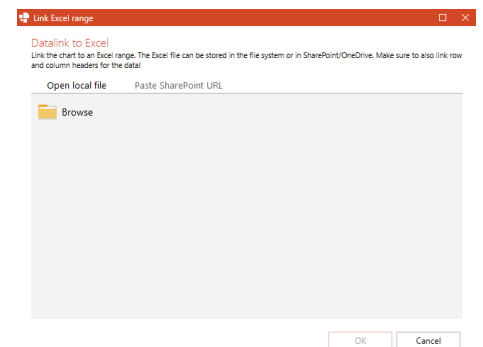 Link Excel range
Datalink to Excel
Link the chart to an Excel range. The Excel file can be stored in the file system or in SharePoint/OneDrive. Make sure to also link row
and column headers for the data!
Open local file Paste SharePoint URL
Browse
OK Cancel